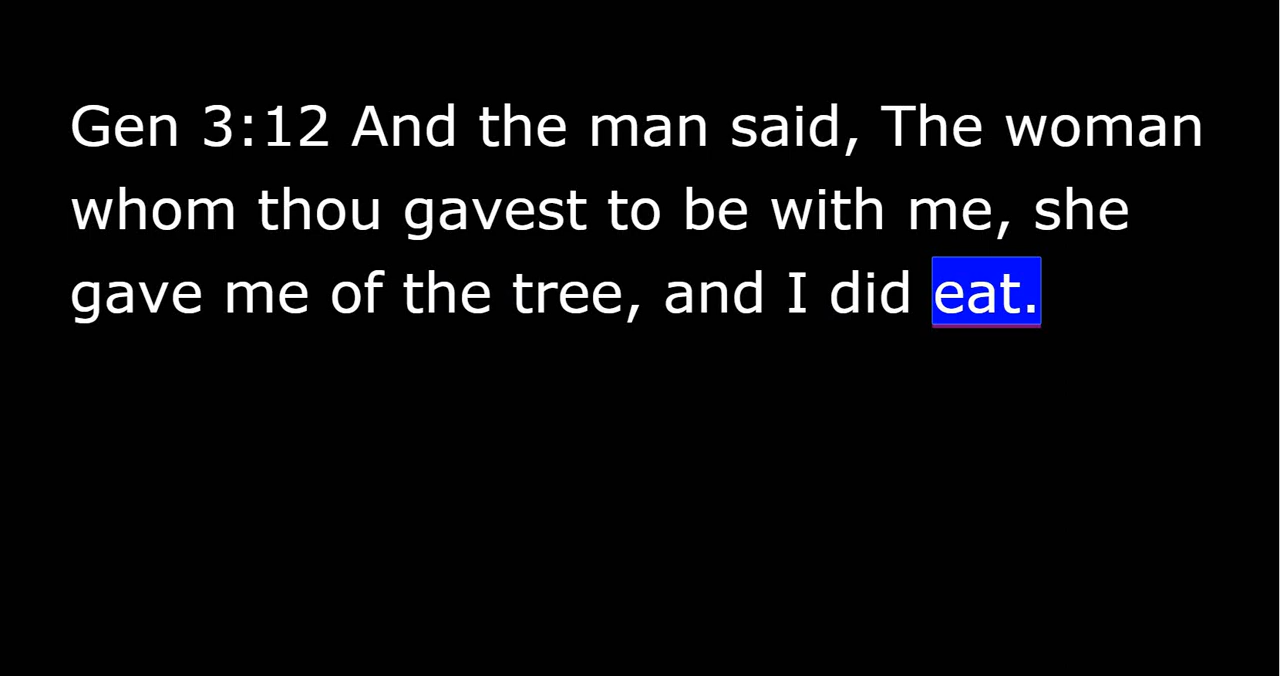 Gen 3:12 And the man said, The woman
whom thou gavest to be with me, she
gave me of the tree, and I did eat.